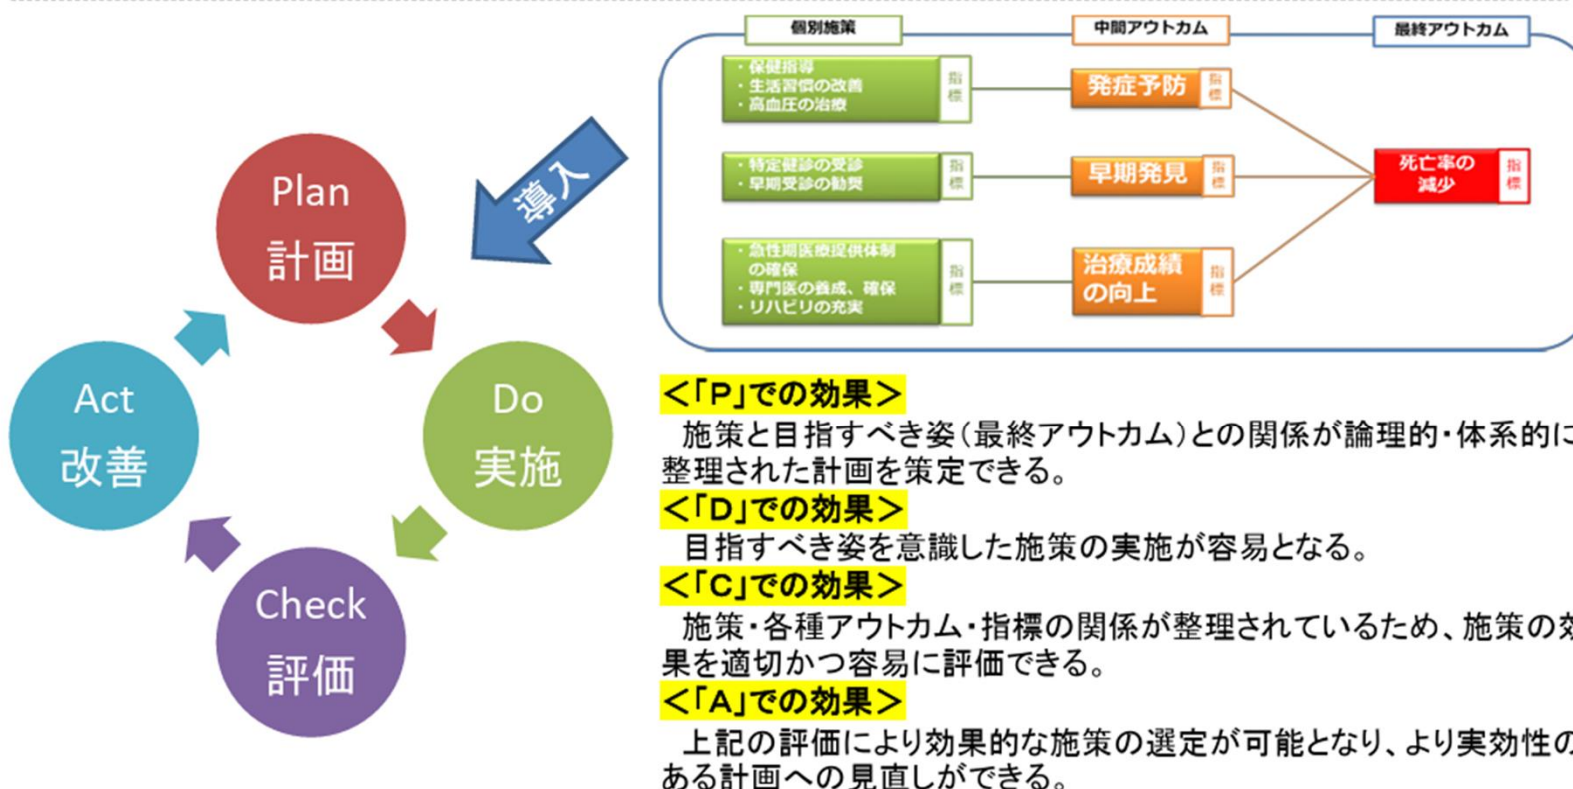 Plan
計画
Do
実施
Check
評価
Act
改善
導入
個別施策
中間アウトカム
最終アウトカム
・保健指導
・生活習慣の改善
・高血圧の治療
指標
発症予防
指標
・特定健診の受診
・早期受診の勧奨
指標
早期発見
指標
死亡率の
減少
指標
・急性期医療提供体制
の確保
・専門医の養成、確保
・リハビリの充実
指標
治療成績
の向上
指標
＜「P」での効果＞
施策と目指すべき姿（最終アウトカム）との関係が論理的・体系的に
整理された計画を策定できる。
＜「D」での効果＞
目指すべき姿を意識した施策の実施が容易となる。
＜「C」での効果＞
施策・各種アウトカム・指標の関係が整理されているため、施策の効
果を適切かつ容易に評価できる。
＜「A」での効果＞
上記の評価により効果的な施策の選定が可能となり、より実効性の
ある計画への見直しができる。